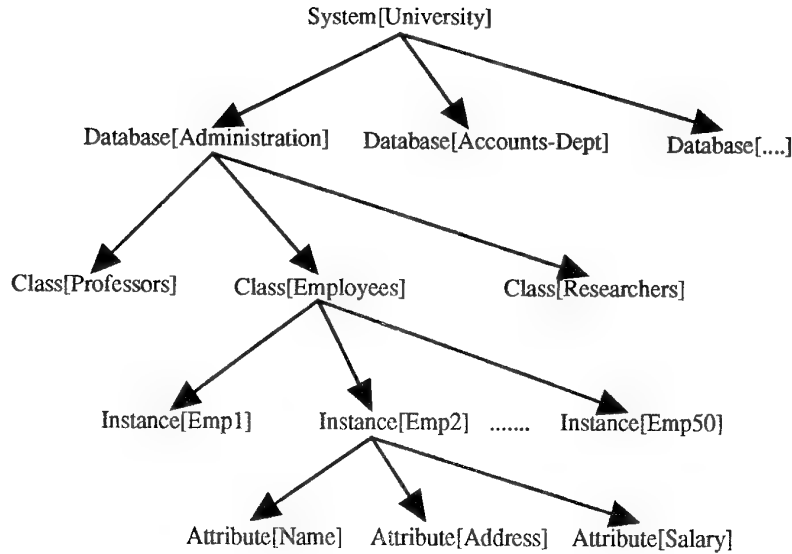 System[University]
Database[Administration] Database[Accounts-Dept] Database[....]
Class[Professors] Class[Employees] Class[Researchers]
Instance[Emp1] Instance[Emp2] ....... Instance[Emp50]
Attribute[Name] Attribute[Address] Attribute[Salary]